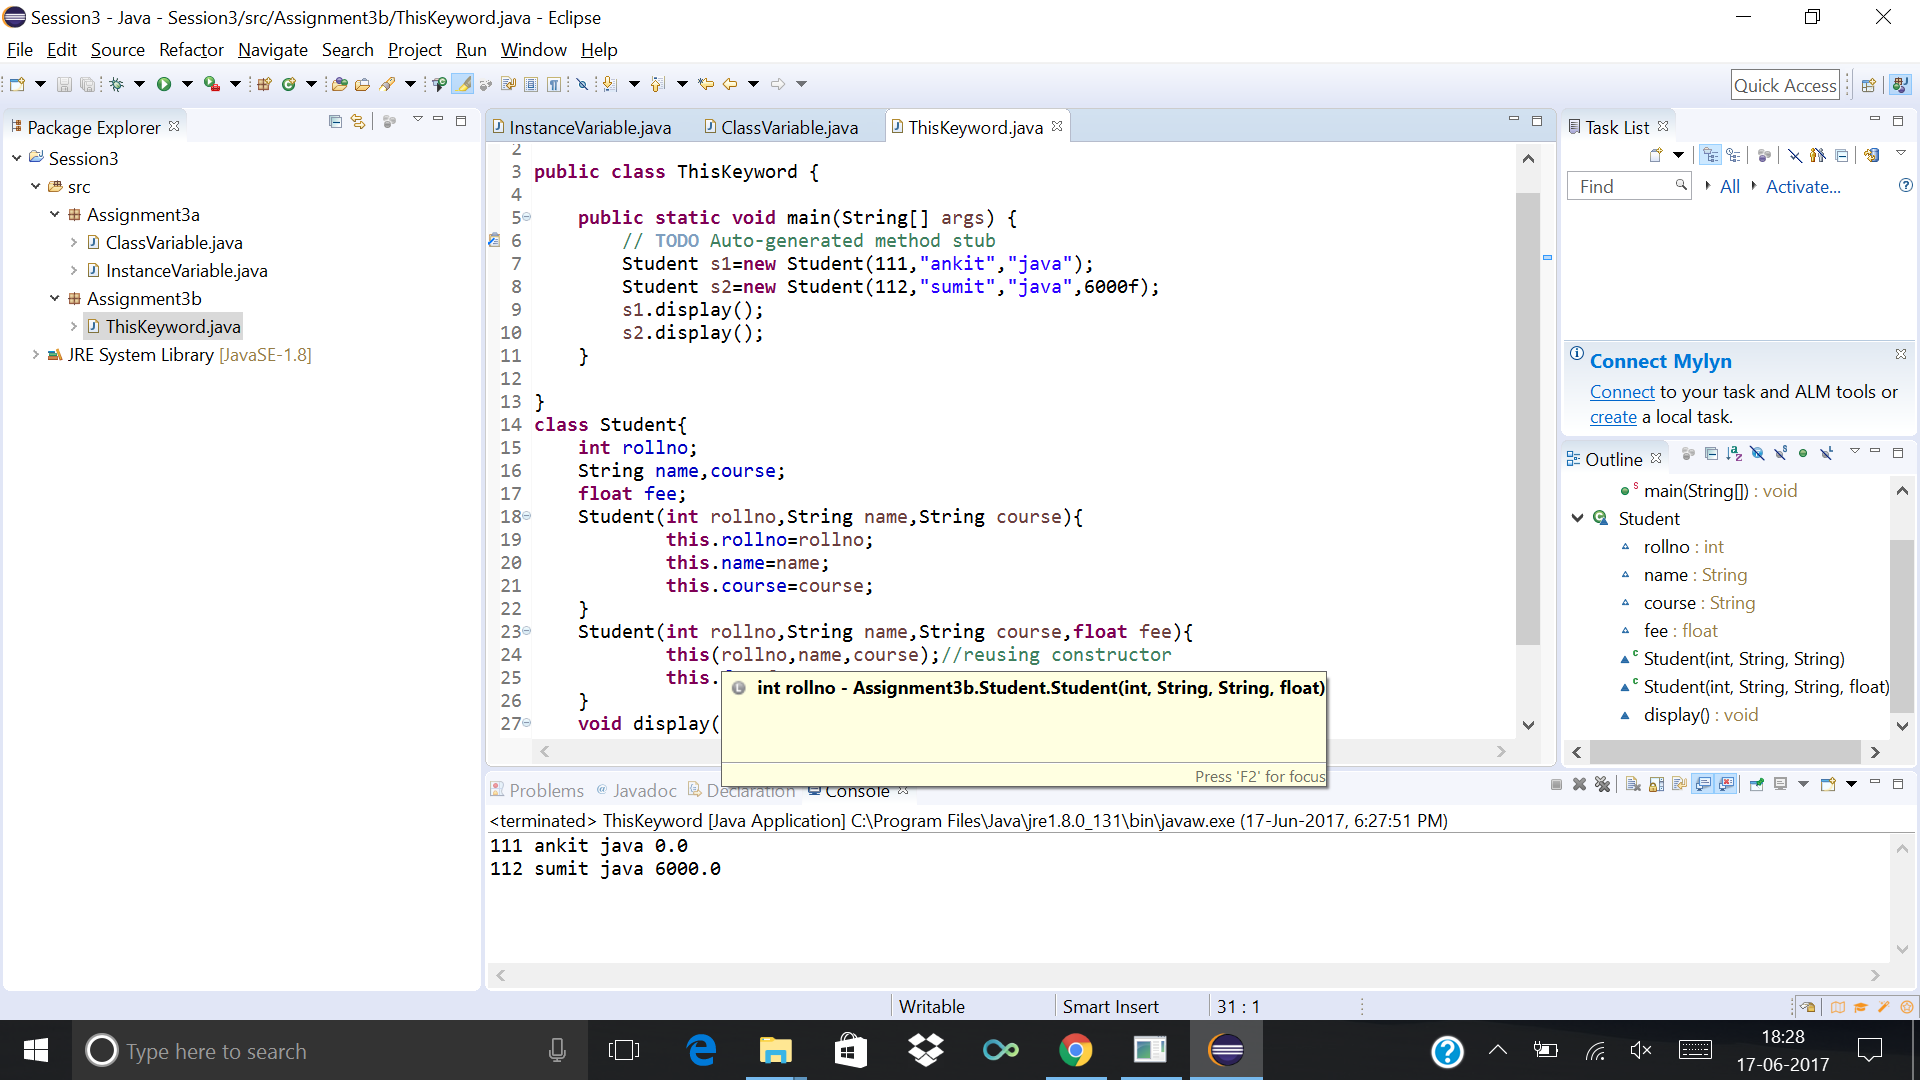 Session3 - Java - Session3/src/Assignment3b/ThisKeyword.java - Eclipse
File Edit Source Refactor Navigate Search Project Run Window Help
Quick Access
Package Explorer
Session3
src
Assignment3a
ClassVariable.java
InstanceVariable.java
Assignment3b
ThisKeyword.java
JRE System Library [JavaSE-1.8]
InstanceVariable.java ClassVariable.java ThisKeyword.java
2
3 public class ThisKeyword {
4
5 public static void main(String[] args) {
6 // TODO Auto-generated method stub
7 Student s1=new Student(111,"ankit","java");
8 Student s2=new Student(112,"sumit","java",6000f);
9 s1.display();
10 s2.display();
11 }
12
13 }
14 class Student{
15 int rollno;
16 String name,course;
17 float fee;
18 Student(int rollno,String name,String course){
19 this.rollno=rollno;
20 this.name=name;
21 this.course=course;
22 }
23 Student(int rollno,String name,String course,float fee){
24 this(rollno,name,course);//reusing constructor
25 this.
26 }
27 void display(
int rollno - Assignment3b.Student.Student(int, String, String, float)
Press 'F2' for focus
Task List
Find All Activate...
Connect Mylyn
Connect to your task and ALM tools or
create a local task.
Outline
main(String[]) : void
Student
rollno : int
name : String
course : String
fee : float
Student(int, String, String)
Student(int, String, String, float)
display() : void
Problems @ Javadoc Declaration Console
<terminated> ThisKeyword [Java Application] C:\Program Files\Java\jre1.8.0_131\bin\javaw.exe (17-Jun-2017, 6:27:51 PM)
111 ankit java 0.0
112 sumit java 6000.0
Writable Smart Insert 31 : 1
Type here to search
18:28
17-06-2017